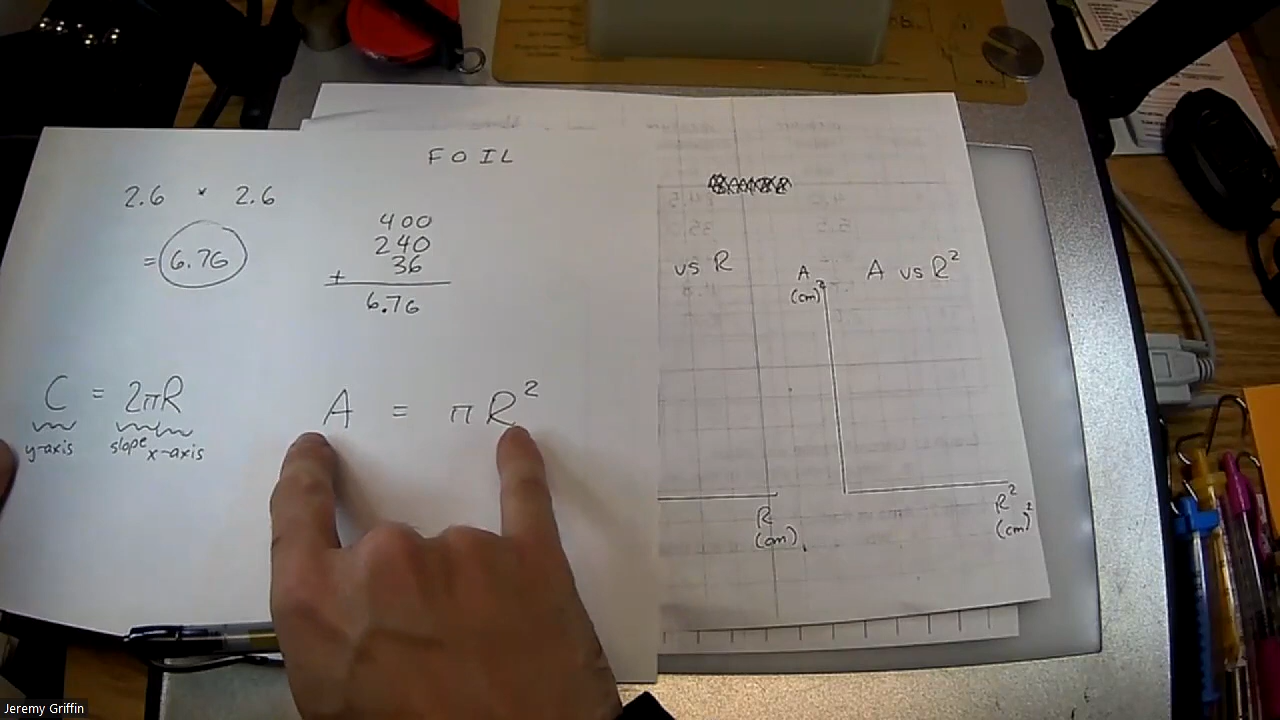 FOIL
2.6 * 2.6
= 6.76
400
240
+ 36
6.76
C = 2πR
y-axis slope x-axis
A = πR²
vs R
R
(cm)
A vs R²
A
(cm)²
R²
(cm)²
Jeremy Griffin